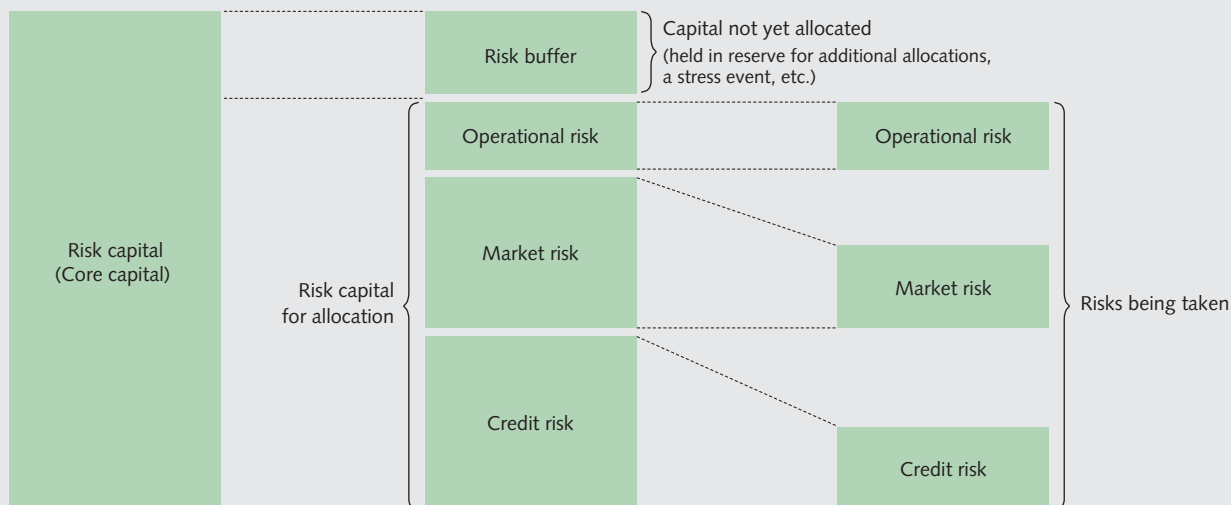 Risk capital
(Core capital)
Risk capital
for allocation
Risk buffer
Operational risk
Market risk
Credit risk
Capital not yet allocated
(held in reserve for additional allocations,
a stress event, etc.)
Operational risk
Market risk
Credit risk
Risks being taken